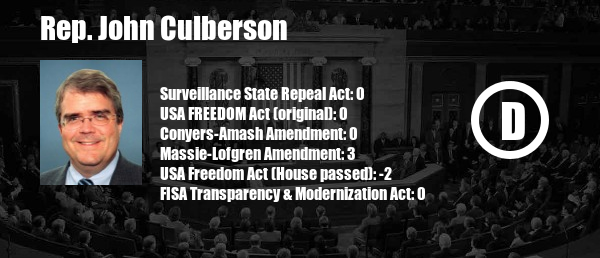 Rep. John Culberson
Surveillance State Repeal Act: 0
USA FREEDOM Act (original): 0
Conyers-Amash Amendment: 0
Massie-Lofgren Amendment: 3
USA Freedom Act (House passed): -2
FISA Transparency & Modernization Act: 0
D